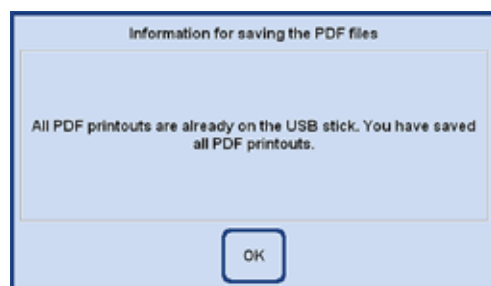 Information for saving the PDF files
All PDF printouts are already on the USB stick. You have saved
all PDF printouts.
OK